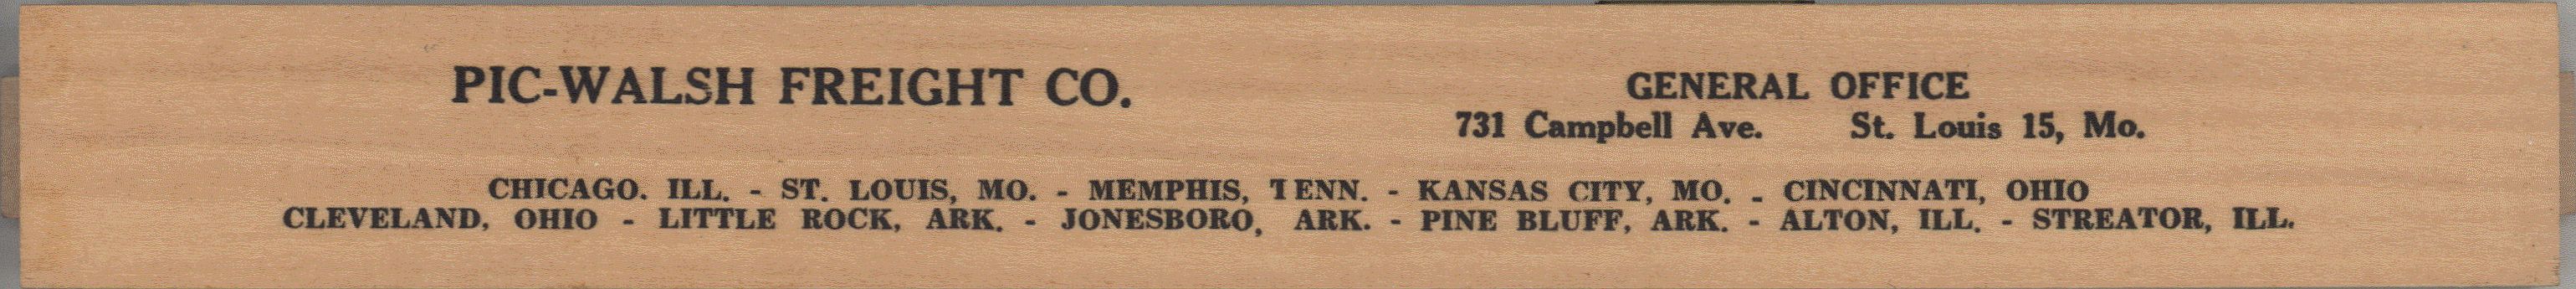 PIC-WALSH FREIGHT CO.
GENERAL OFFICE
731 Campbell Ave. St. Louis 15, Mo.
CHICAGO. ILL. - ST. LOUIS, MO. - MEMPHIS, TENN. - KANSAS CITY, MO. - CINCINNATI, OHIO
CLEVELAND, OHIO - LITTLE ROCK, ARK. - JONESBORO, ARK. - PINE BLUFF, ARK. - ALTON, ILL. - STREATOR, ILL.